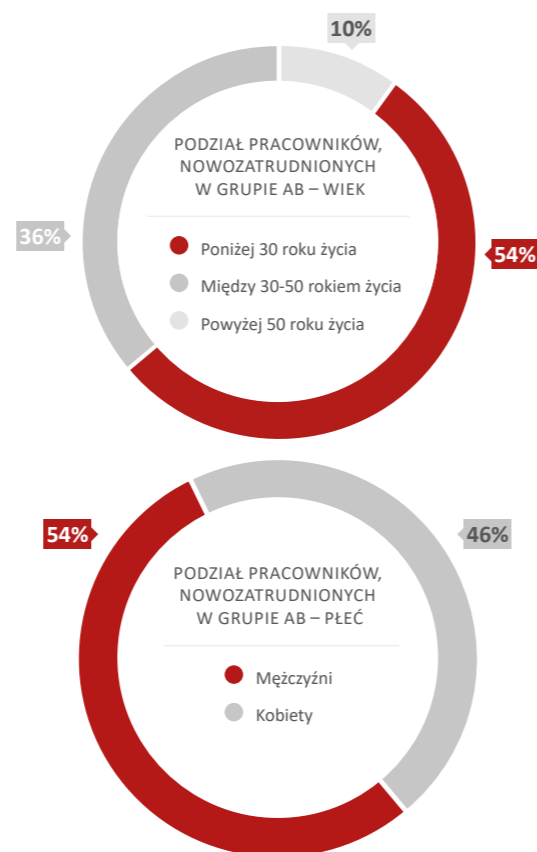 10%
PODZIAŁ PRACOWNIKÓW,
NOWOZATRUDNIONYCH
W GRUPIE AB – WIEK
36%
Poniżej 30 roku życia
54%
Między 30-50 rokiem życia
Powyżej 50 roku życia
54%
46%
PODZIAŁ PRACOWNIKÓW,
NOWOZATRUDNIONYCH
W GRUPIE AB – PŁEĆ
Mężczyźni
Kobiety